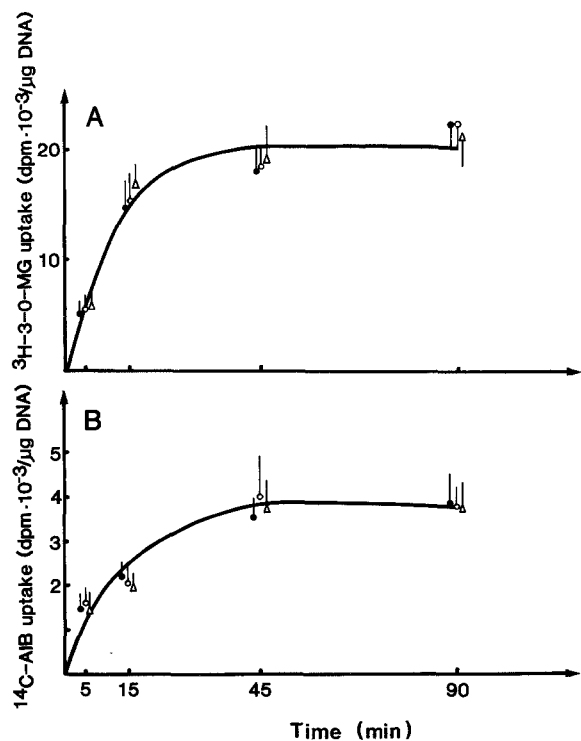 A
³H-3-O-MG uptake (dpm·10⁻³/µg DNA)
20
10
B
¹⁴C-AIB uptake (dpm·10⁻³/µg DNA)
5
4
3
2
5 15 45 90
Time (min)